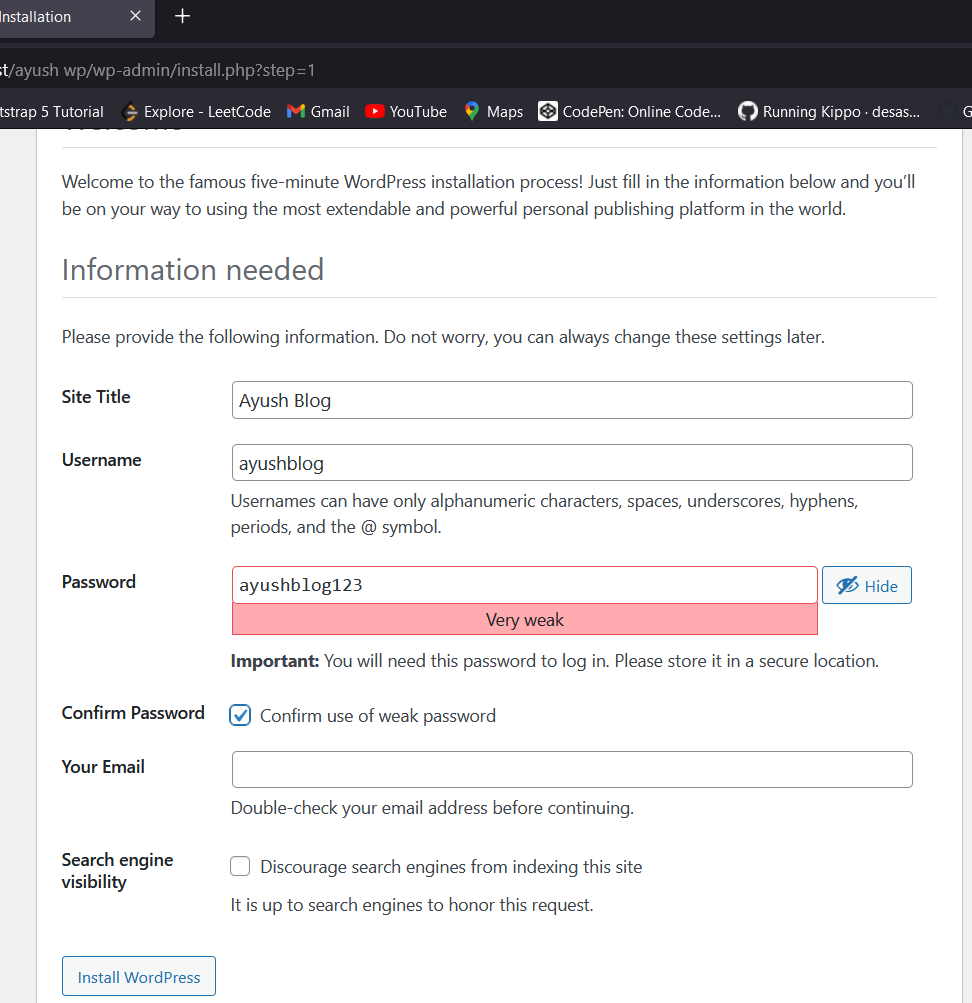 Installation
st/ayush wp/wp-admin/install.php?step=1
tstrap 5 Tutorial Explore - LeetCode Gmail YouTube Maps CodePen: Online Code... Running Kippo · desas... G
Welcome
Welcome to the famous five-minute WordPress installation process! Just fill in the information below and you’ll
be on your way to using the most extendable and powerful personal publishing platform in the world.
Information needed
Please provide the following information. Do not worry, you can always change these settings later.
Site Title
Ayush Blog
Username
ayushblog
Usernames can have only alphanumeric characters, spaces, underscores, hyphens,
periods, and the @ symbol.
Password
ayushblog123
Hide
Very weak
Important: You will need this password to log in. Please store it in a secure location.
Confirm Password
Confirm use of weak password
Your Email
Double-check your email address before continuing.
Search engine
visibility
Discourage search engines from indexing this site
It is up to search engines to honor this request.
Install WordPress